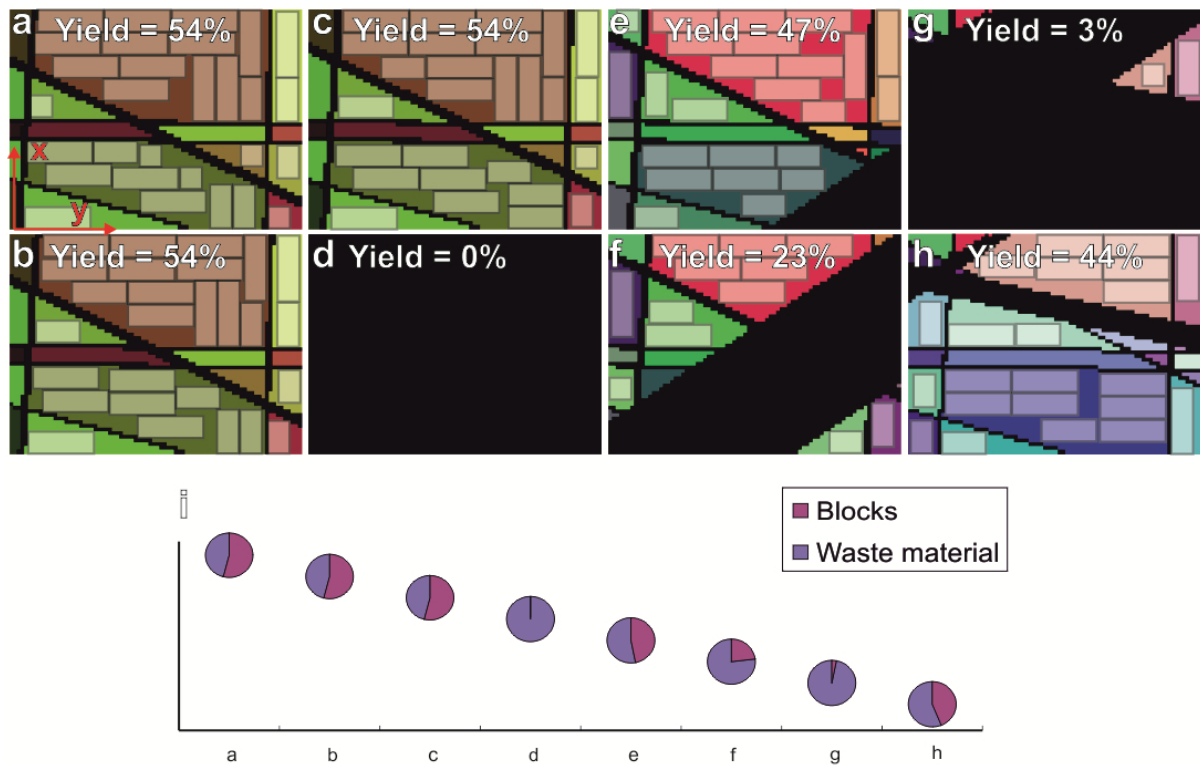 a Yield = 54%
c Yield = 54%
e Yield = 47%
g Yield = 3%
x
y
b Yield = 54%
d Yield = 0%
f Yield = 23%
h Yield = 44%
i
Blocks
Waste material
a b c d e f g h